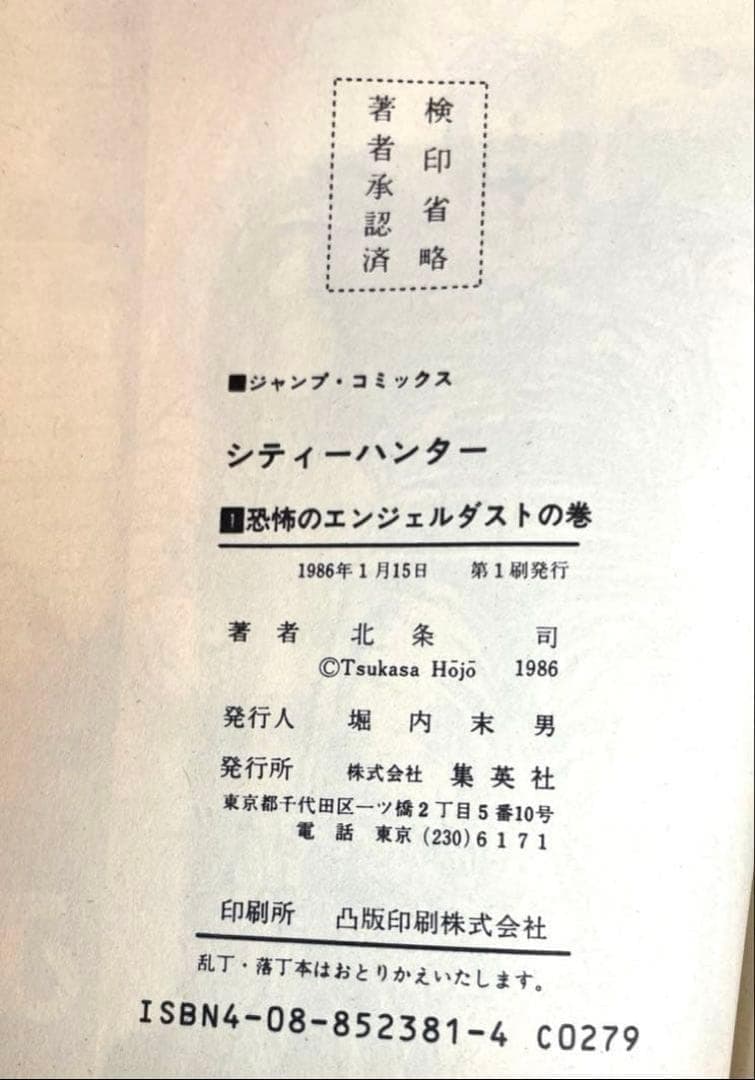 検印省略
著者承認済
■ジャンプ・コミックス
シティーハンター
1恐怖のエンジェルダストの巻
1986年1月15日 第1刷発行
著者 北条 司
©Tsukasa Hōjō 1986
発行人 堀内末男
発行所 株式会社 集英社
東京都千代田区一ツ橋2丁目5番10号
電話 東京 (230)6171
印刷所 凸版印刷株式会社
乱丁・落丁本はおとりかえいたします。
ISBN4-08-852381-4 C0279